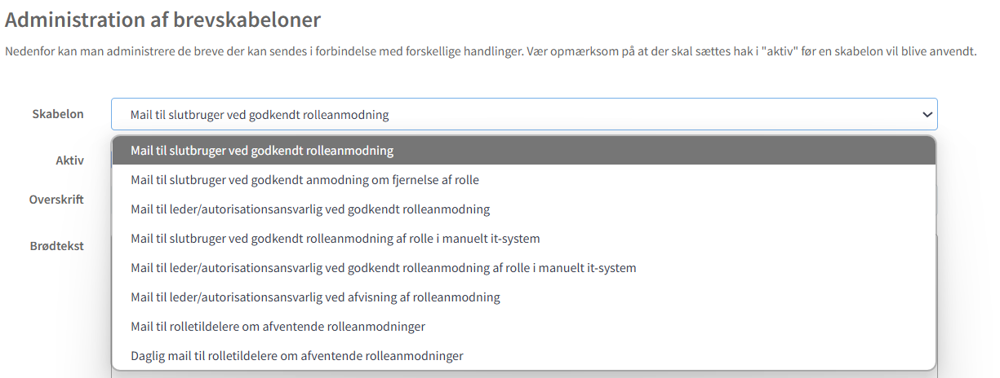 Administration af brevskabeloner
Nedenfor kan man administrere de breve der kan sendes i forbindelse med forskellige handlinger. Vær opmærksom på at der skal sættes hak i "aktiv" før en skabelon vil blive anvendt.
Skabelon
Mail til slutbruger ved godkendt rolleanmodning
Mail til slutbruger ved godkendt rolleanmodning
Aktiv
Mail til slutbruger ved godkendt anmodning om fjernelse af rolle
Overskrift
Mail til leder/autorisationsansvarlig ved godkendt rolleanmodning
Mail til slutbruger ved godkendt rolleanmodning af rolle i manuelt it-system
Brødtekst
Mail til leder/autorisationsansvarlig ved godkendt rolleanmodning af rolle i manuelt it-system
Mail til leder/autorisationsansvarlig ved afvisning af rolleanmodning
Mail til rolletildelere om afventende rolleanmodninger
Daglig mail til rolletildelere om afventende rolleanmodninger